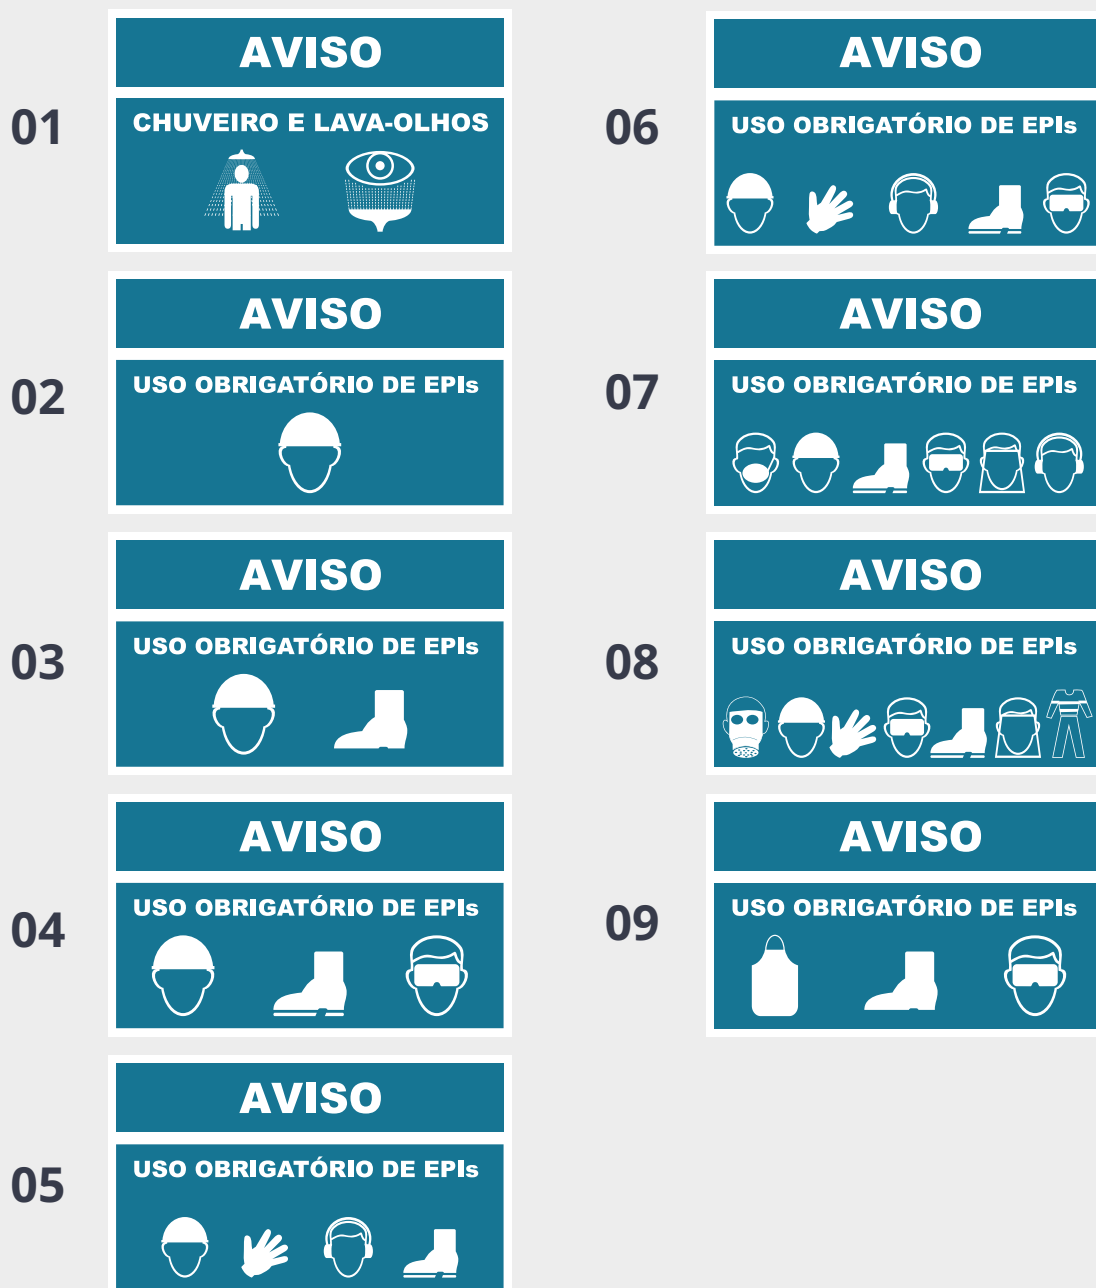 01
AVISO
CHUVEIRO E LAVA-OLHOS
02
AVISO
USO OBRIGATÓRIO DE EPIs
03
AVISO
USO OBRIGATÓRIO DE EPIs
04
AVISO
USO OBRIGATÓRIO DE EPIs
05
AVISO
USO OBRIGATÓRIO DE EPIs
06
AVISO
USO OBRIGATÓRIO DE EPIs
07
AVISO
USO OBRIGATÓRIO DE EPIs
08
AVISO
USO OBRIGATÓRIO DE EPIs
09
AVISO
USO OBRIGATÓRIO DE EPIs